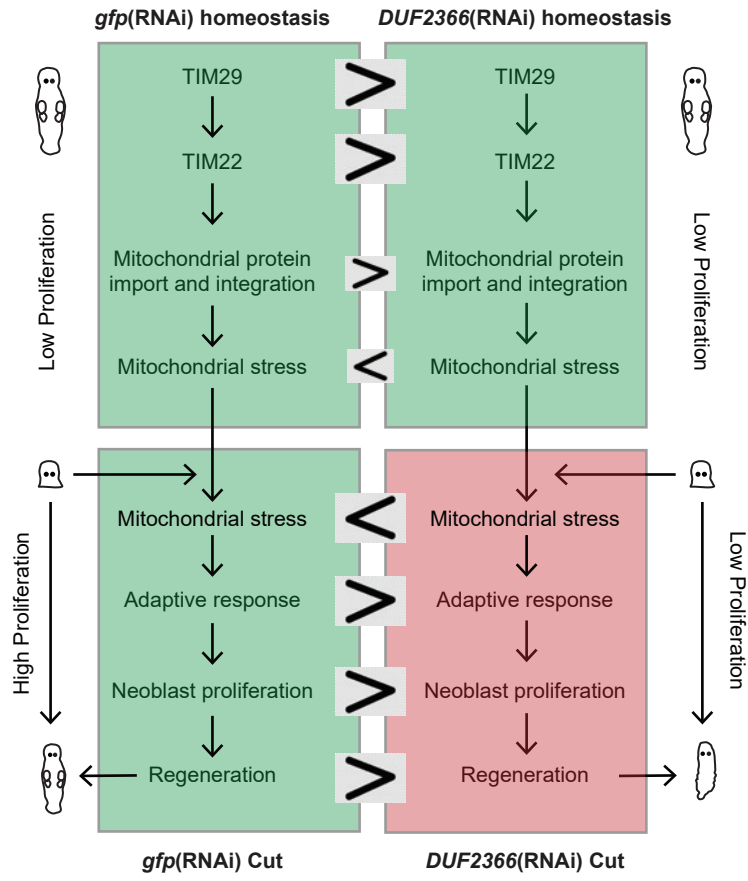 gfp(RNAi) homeostasis
DUF2366(RNAi) homeostasis
TIM29
>
TIM29
TIM22
>
TIM22
Mitochondrial protein
import and integration
>
Mitochondrial protein
import and integration
Mitochondrial stress
<
Mitochondrial stress
Low Proliferation
Low Proliferation
Mitochondrial stress
<
Mitochondrial stress
Adaptive response
>
Adaptive response
Neoblast proliferation
>
Neoblast proliferation
Regeneration
>
Regeneration
High Proliferation
Low Proliferation
gfp(RNAi) Cut
DUF2366(RNAi) Cut